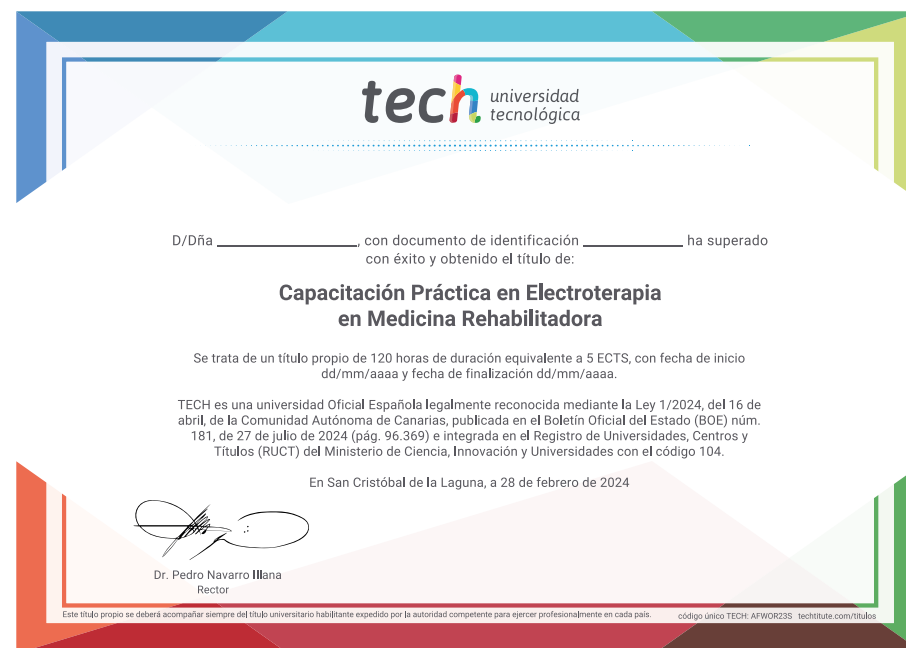 tech universidad
tecnológica
D/Dña ____________________, con documento de identificación ______________ ha superado
con éxito y obtenido el título de:
Capacitación Práctica en Electroterapia
en Medicina Rehabilitadora
Se trata de un título propio de 120 horas de duración equivalente a 5 ECTS, con fecha de inicio
dd/mm/aaaa y fecha de finalización dd/mm/aaaa.
TECH es una universidad Oficial Española legalmente reconocida mediante la Ley 1/2024, del 16 de
abril, de la Comunidad Autónoma de Canarias, publicada en el Boletín Oficial del Estado (BOE) núm.
181, de 27 de julio de 2024 (pág. 96.369) e integrada en el Registro de Universidades, Centros y
Títulos (RUCT) del Ministerio de Ciencia, Innovación y Universidades con el código 104.
En San Cristóbal de la Laguna, a 28 de febrero de 2024
Dr. Pedro Navarro Illana
Rector
Este título propio se deberá acompañar siempre del título universitario habilitante expedido por la autoridad competente para ejercer profesionalmente en cada país.
código único TECH: AFWOR23S techtitute.com/titulos